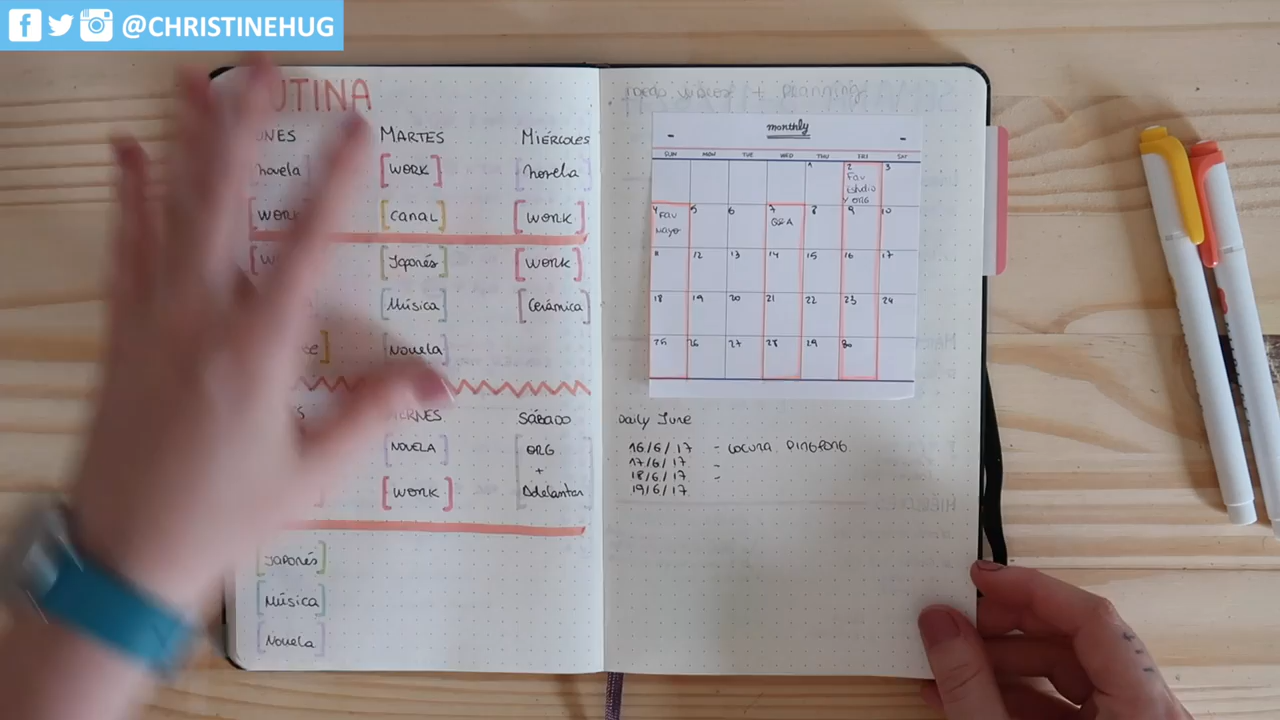 @CHRISTINEHUG
UTINA
MARTES
MIÉRCOLES
novela
[WORK]
novela
[WORK
[CANAL]
[WORK]
[Japonés]
[WORK]
[Música]
[Cerámica]
[Novela]
SÁBADO
[NOVELA]
ORG
+
Adelantar
[WORK]
[Japonés]
[Música]
[Novela]
ideas videos + planning
monthly
SUN MON TUE WED THU FRI SAT
1 2 3
Fav
estudio
y ORG
4 5 6 7 8 9 10
Fav
Mayo
Q&A
11 12 13 14 15 16 17
18 19 20 21 22 23 24
25 26 27 28 29 30
Daily June
16/6/17 - Locura PINGPONG
17/6/17 -
18/6/17 -
19/6/17